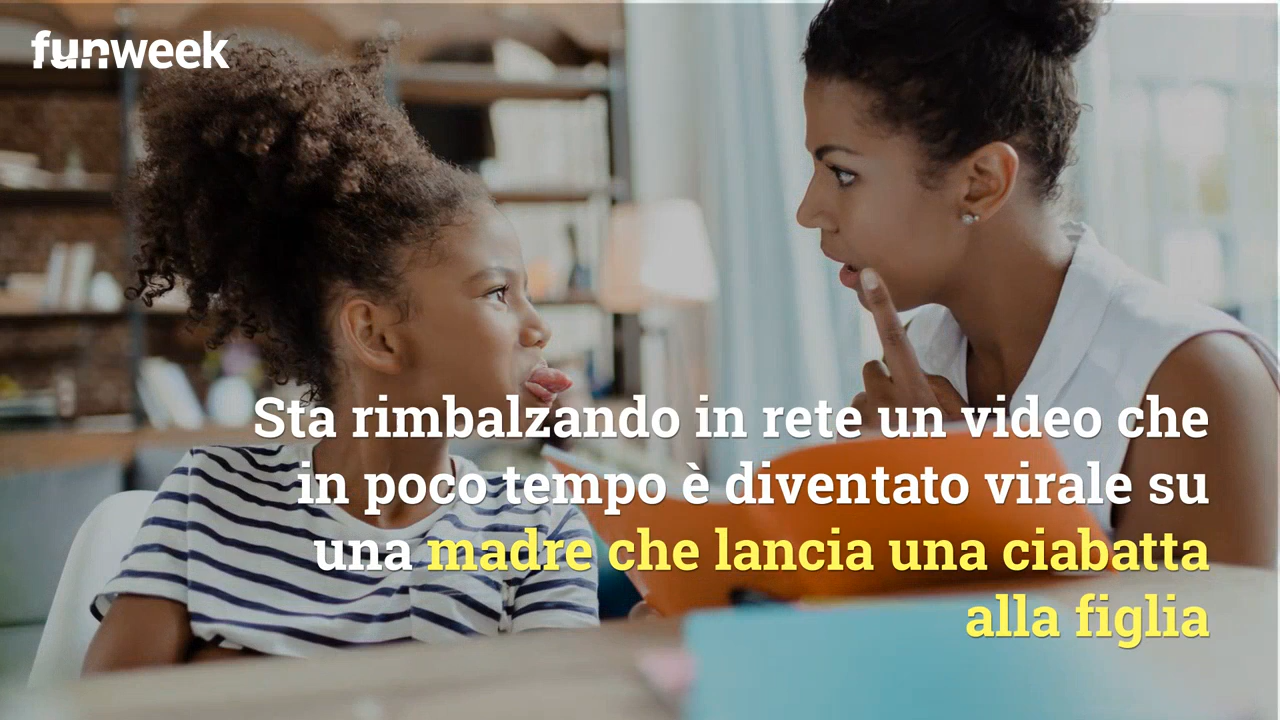 funweek
Sta rimbalzando in rete un video che
in poco tempo è diventato virale su
una madre che lancia una ciabatta
alla figlia